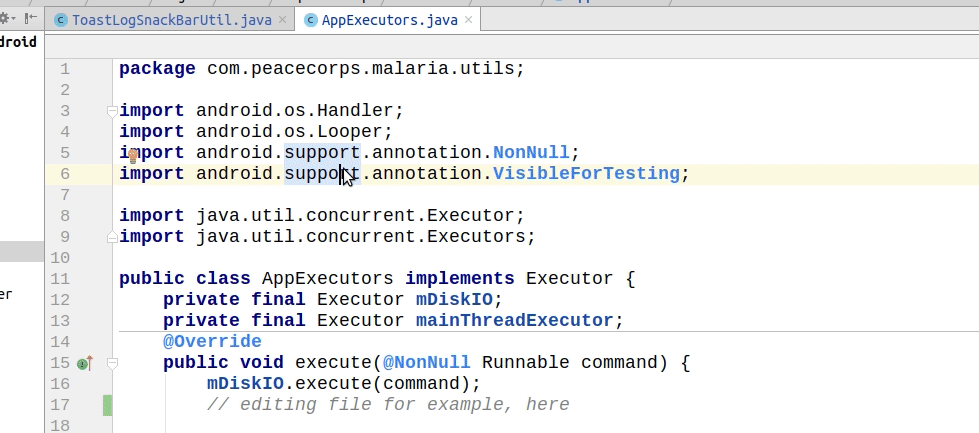 ToastLogSnackBarUtil.java AppExecutors.java
droid
1 package com.peacecorps.malaria.utils;
2
3 import android.os.Handler;
4 import android.os.Looper;
5 import android.support.annotation.NonNull;
6 import android.support.annotation.VisibleForTesting;
7
8 import java.util.concurrent.Executor;
9 import java.util.concurrent.Executors;
10
11 public class AppExecutors implements Executor {
12 private final Executor mDiskIO;
13 private final Executor mainThreadExecutor;
14 @Override
15 public void execute(@NonNull Runnable command) {
16 mDiskIO.execute(command);
17 // editing file for example, here
18
er